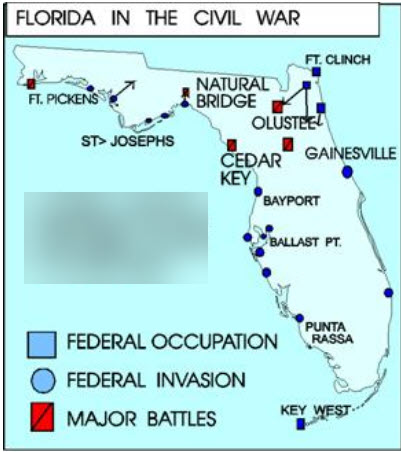 FLORIDA IN THE CIVIL WAR
FT. CLINCH
NATURAL
BRIDGE
FT. PICKENS
OLUSTEE
ST> JOSEPHS
CEDAR
KEY
GAINESVILLE
BAYPORT
BALLAST PT.
PUNTA
RASSA
FEDERAL OCCUPATION
FEDERAL INVASION
MAJOR BATTLES
KEY WEST